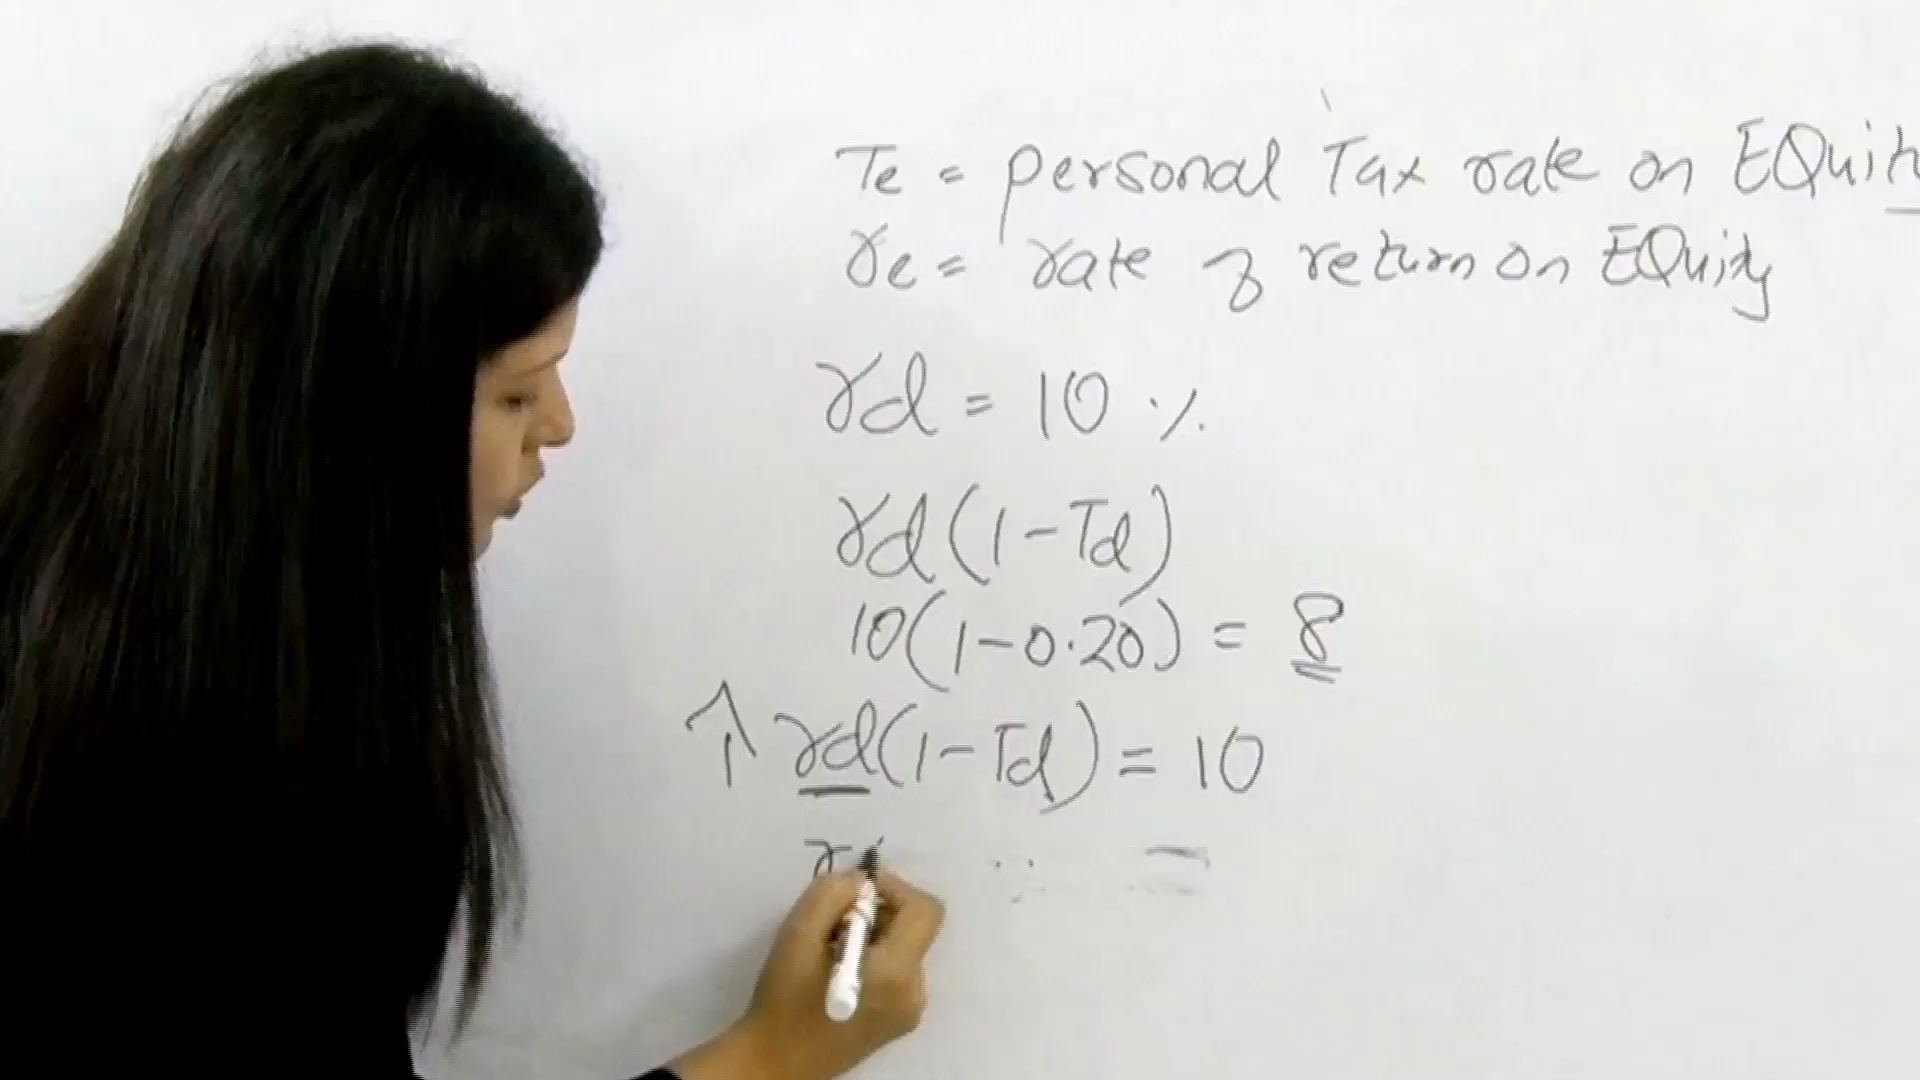 Te = personal Tax rate on EQuity
re = rate of return on EQuity
rd = 10 %
rd(1-Td)
10(1-0.20) = 8
↑ rd(1-Td) = 10
r